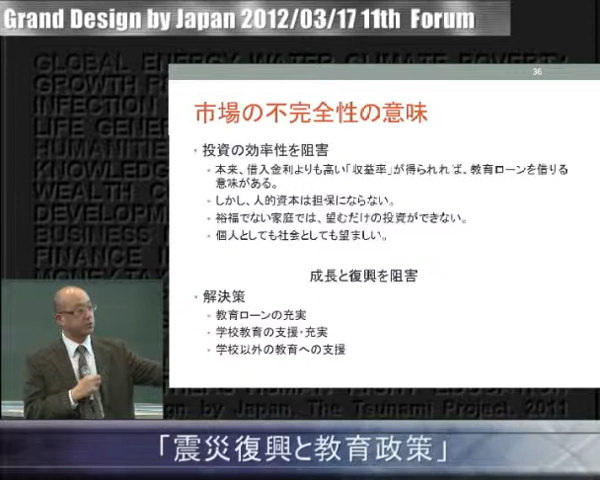 Grand Design by Japan 2012/03/17 11th Forum
GLOBAL ENERGY WATER CLIMATE POVERTY
GROWTH
INFECTION
LIFE
HUMANITIE
KNOWLEDG
WEALTH C
DEVELOPM
BUSINESS
FINANCE
36
市場の不完全性の意味
・投資の効率性を阻害
・本来、借入金利よりも高い「収益率」が得られれば、教育ローンを借りる
意味がある。
・しかし、人的資本は担保にならない。
・裕福でない家庭では、望むだけの投資ができない。
・個人としても社会としても望ましい。
成長と復興を阻害
・解決策
・教育ローンの充実
・学校教育の支援・充実
・学校以外の教育への支援
by Japan, The Tsunami Project, 2011
「震災復興と教育政策」